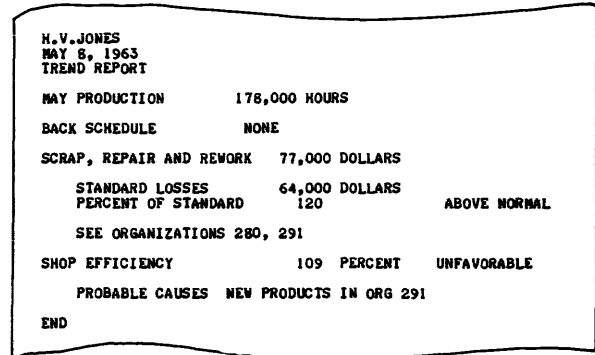 H.V.JONES
MAY 8, 1963
TREND REPORT
MAY PRODUCTION 178,000 HOURS
BACK SCHEDULE NONE
SCRAP, REPAIR AND REWORK 77,000 DOLLARS
STANDARD LOSSES 64,000 DOLLARS
PERCENT OF STANDARD 120 ABOVE NORMAL
SEE ORGANIZATIONS 280, 291
SHOP EFFICIENCY 109 PERCENT UNFAVORABLE
PROBABLE CAUSES NEW PRODUCTS IN ORG 291
END